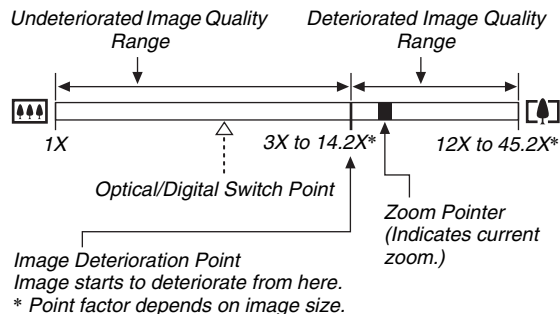 Undeteriorated Image Quality
Range
Deteriorated Image Quality
Range
1X
3X to 14.2X*
12X to 45.2X*
Optical/Digital Switch Point
Zoom Pointer
(Indicates current
zoom.)
Image Deterioration Point
Image starts to deteriorate from here.
* Point factor depends on image size.